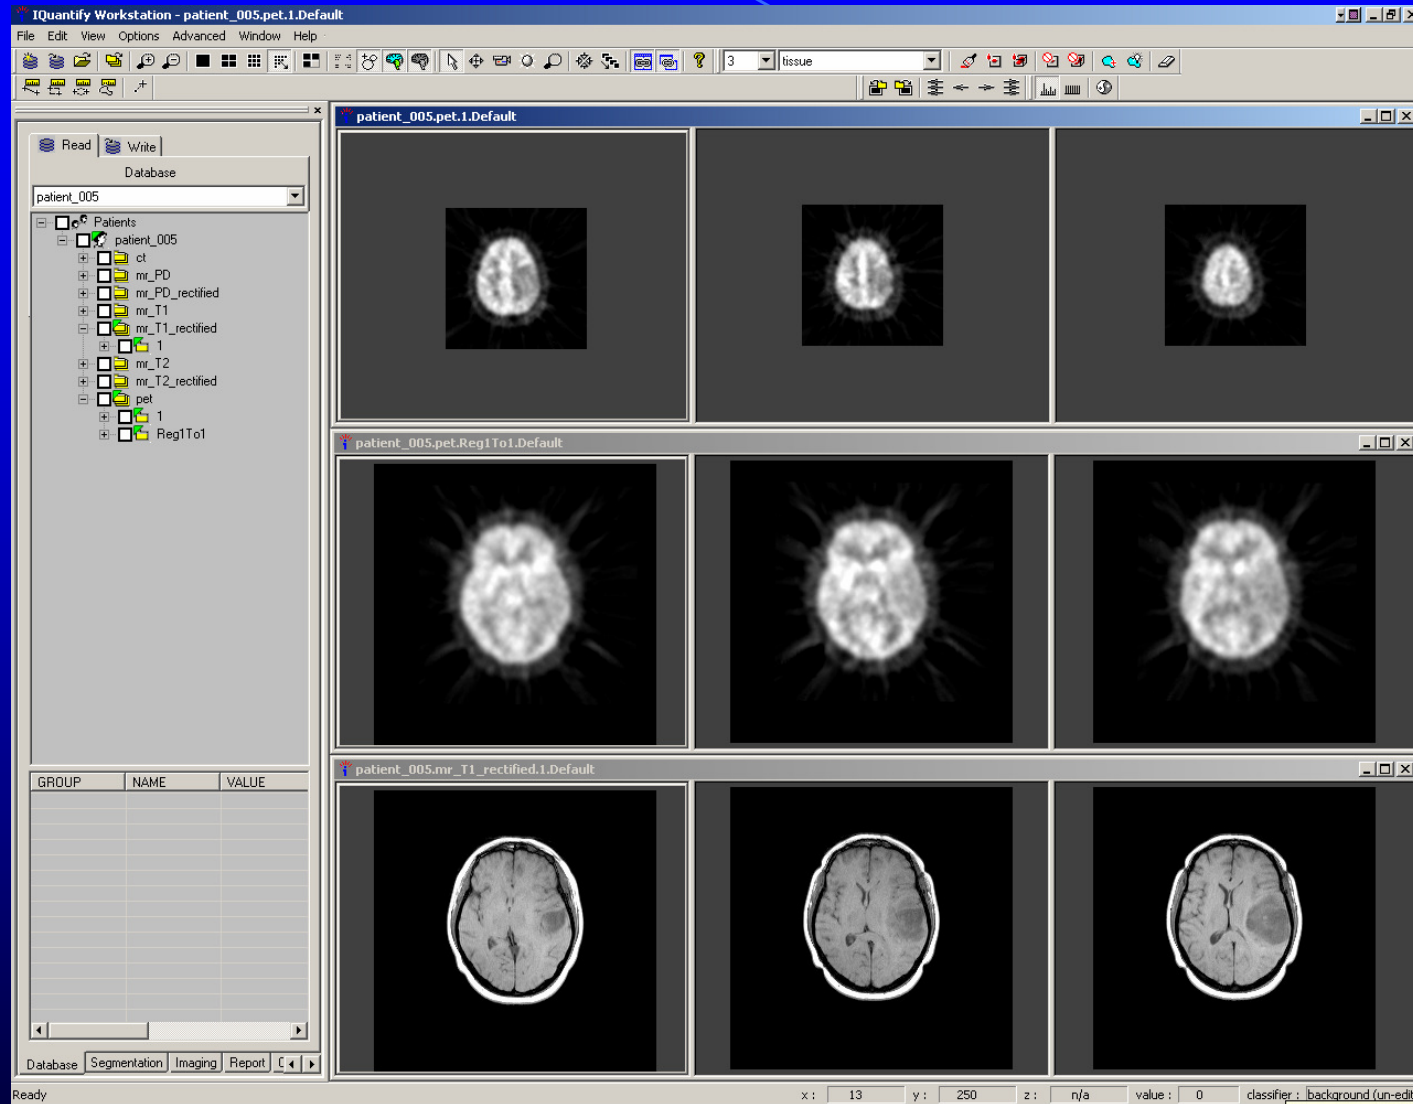 IQuantify Workstation - patient_005.pet.1.Default
File Edit View Options Advanced Window Help
3 tissue
patient_005.pet.1.Default
Read Write
Database
patient_005
Patients
patient_005
ct
mr_PD
mr_PD_rectified
mr_T1
mr_T1_rectified
1
mr_T2
mr_T2_rectified
pet
1
Reg1To1
patient_005.pet.Reg1To1.Default
patient_005.mr_T1_rectified.1.Default
GROUP NAME VALUE
Database Segmentation Imaging Report
Ready x : 13 y : 250 z : n/a value : 0 classifier : background (un-edit